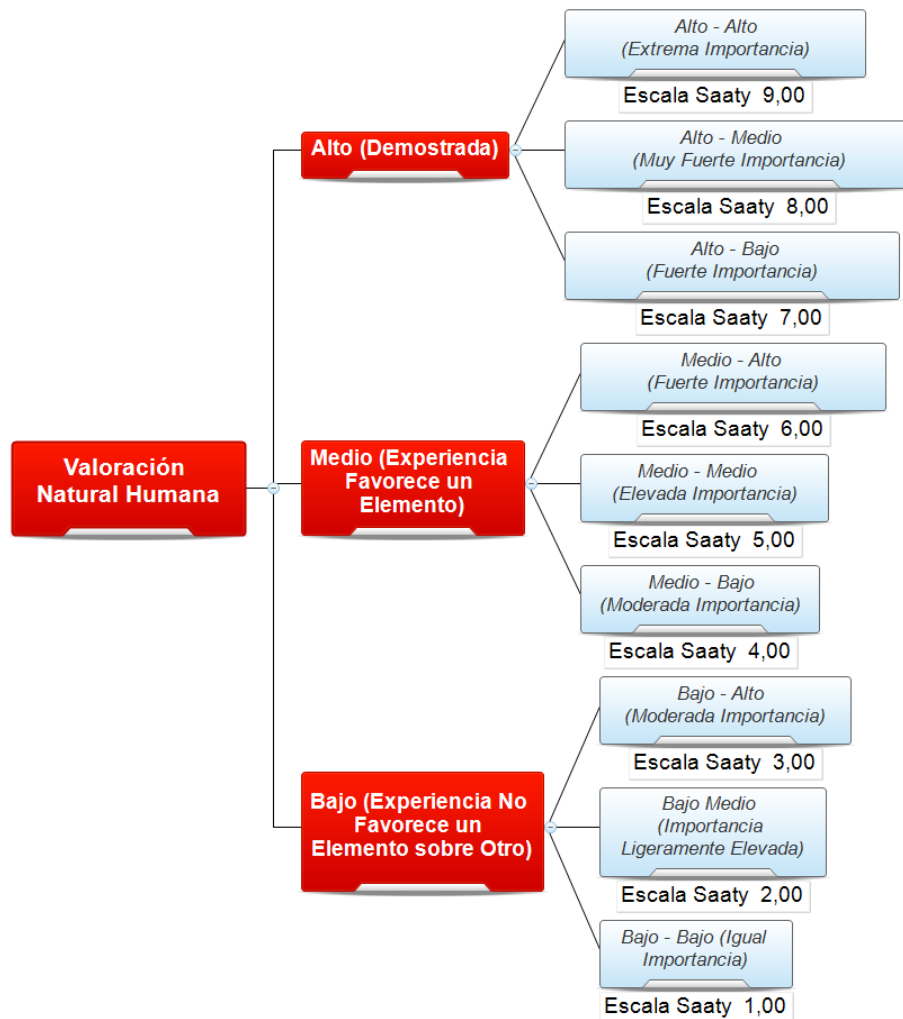 Valoración
Natural Humana
Alto (Demostrada)
Alto - Alto
(Extrema Importancia)
Escala Saaty 9,00
Alto - Medio
(Muy Fuerte Importancia)
Escala Saaty 8,00
Alto - Bajo
(Fuerte Importancia)
Escala Saaty 7,00
Medio (Experiencia
Favorece un
Elemento)
Medio - Alto
(Fuerte Importancia)
Escala Saaty 6,00
Medio - Medio
(Elevada Importancia)
Escala Saaty 5,00
Medio - Bajo
(Moderada Importancia)
Escala Saaty 4,00
Bajo (Experiencia No
Favorece un
Elemento sobre Otro)
Bajo - Alto
(Moderada Importancia)
Escala Saaty 3,00
Bajo Medio
(Importancia
Ligeramente Elevada)
Escala Saaty 2,00
Bajo - Bajo (Igual
Importancia)
Escala Saaty 1,00